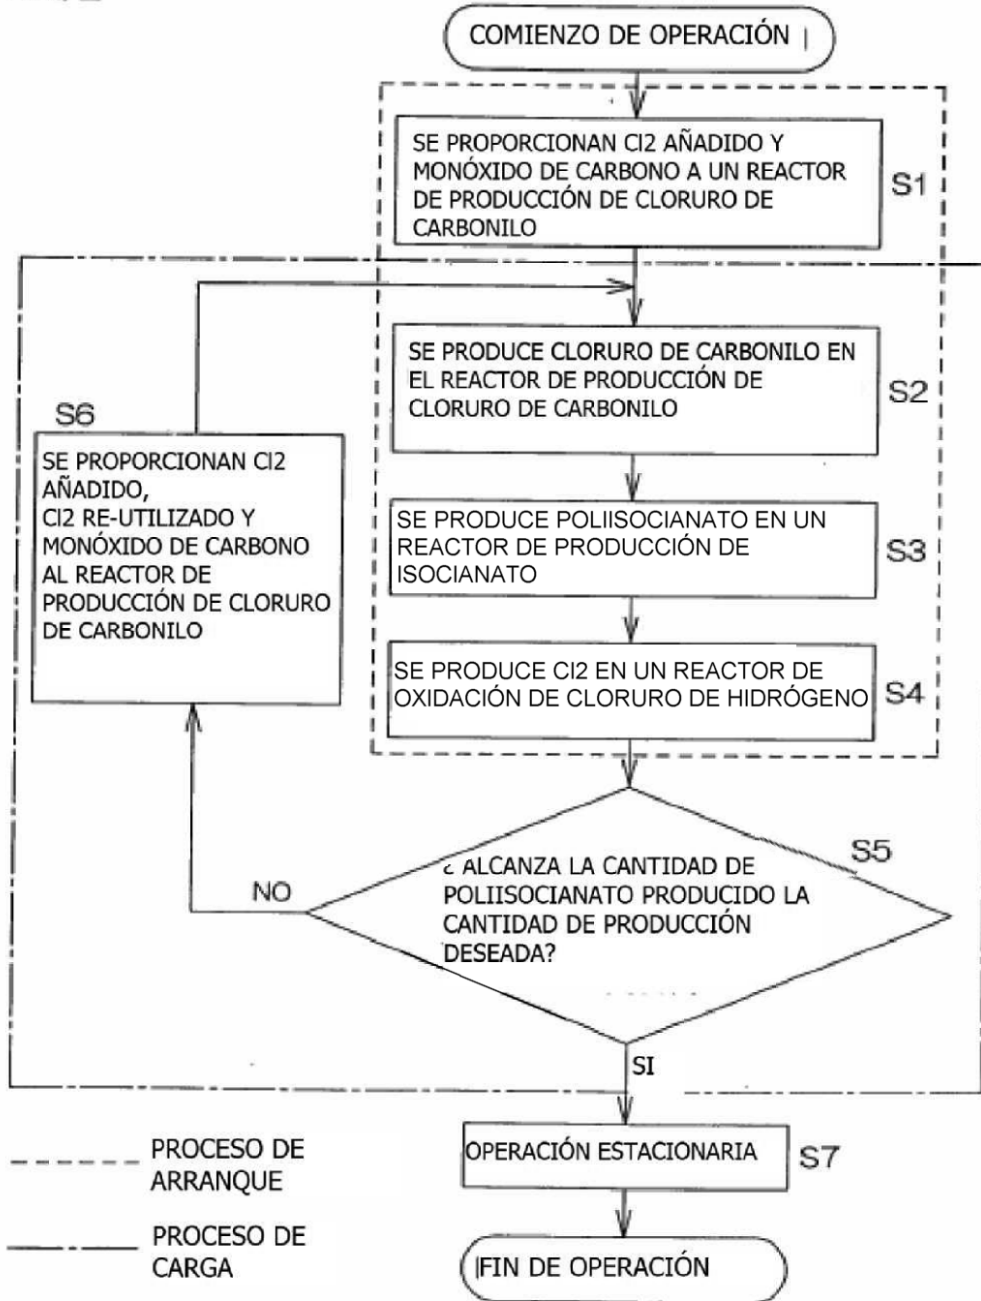 COMIENZO DE OPERACIÓN
SE PROPORCIONAN Cl2 AÑADIDO Y
MONÓXIDO DE CARBONO A UN REACTOR
DE PRODUCCIÓN DE CLORURO DE
CARBONILO
S1
SE PRODUCE CLORURO DE CARBONILO EN
EL REACTOR DE PRODUCCIÓN DE
CLORURO DE CARBONILO
S2
S6
SE PROPORCIONAN Cl2
AÑADIDO,
Cl2 RE-UTILIZADO Y
MONÓXIDO DE CARBONO
AL REACTOR DE
PRODUCCIÓN DE CLORURO
DE CARBONILO
SE PRODUCE POLIISOCIANATO EN UN
REACTOR DE PRODUCCIÓN DE
ISOCIANATO
S3
SE PRODUCE Cl2 EN UN REACTOR DE
OXIDACIÓN DE CLORURO DE HIDRÓGENO
S4
¿ ALCANZA LA CANTIDAD DE
POLIISOCIANATO PRODUCIDO LA
CANTIDAD DE PRODUCCIÓN
DESEADA?
S5
NO
SI
OPERACIÓN ESTACIONARIA
S7
FIN DE OPERACIÓN
PROCESO DE
ARRANQUE
PROCESO DE
CARGA